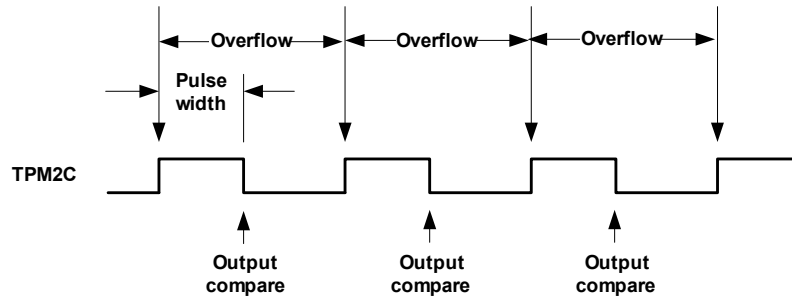 Overflow Overflow Overflow
Pulse
width
TPM2C
Output Output Output
compare compare compare